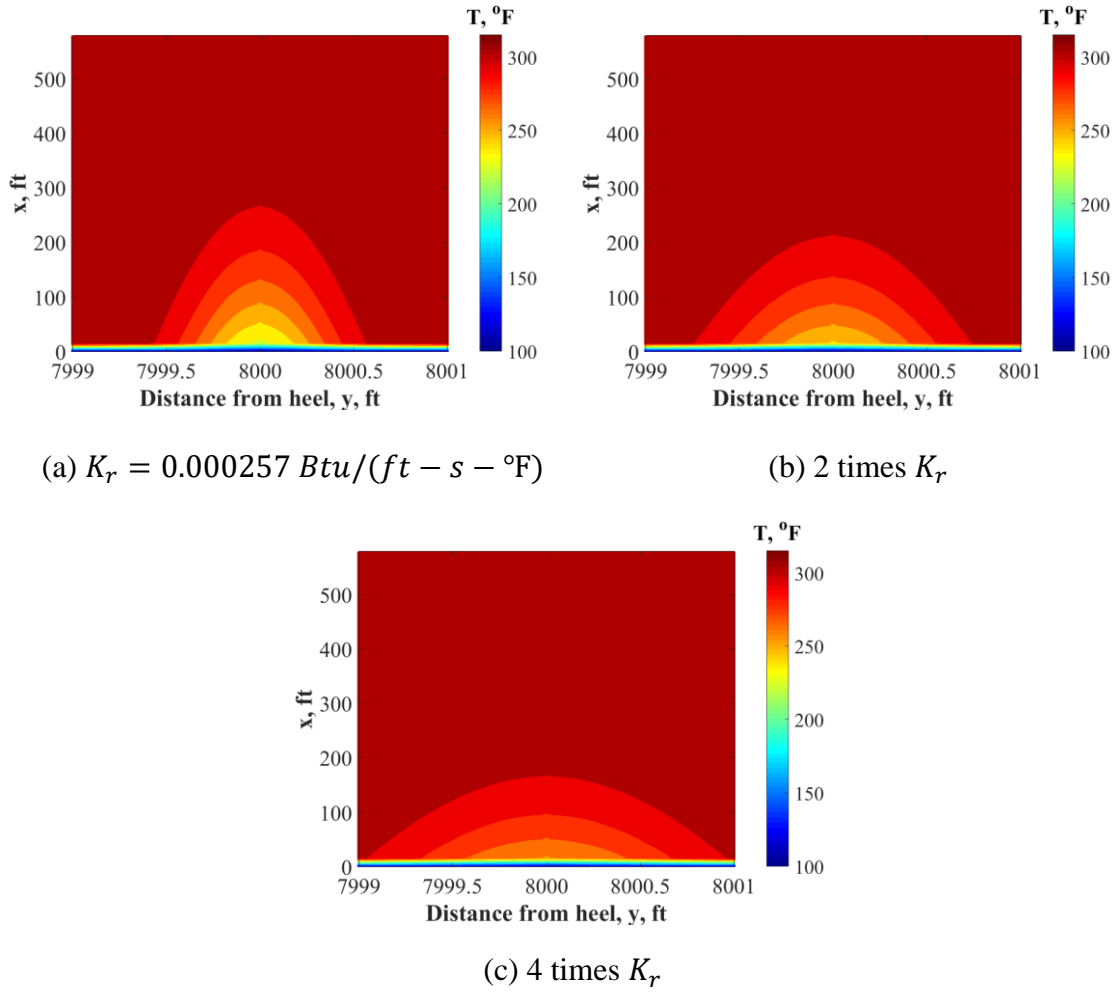 T, °F
300
250
200
150
100
500
400
300
200
100
0
x, ft
7999 7999.5 8000 8000.5 8001
Distance from heel, y, ft
(a) K_r = 0.000257 Btu/(ft − s − °F)
T, °F
300
250
200
150
100
500
400
300
200
100
0
x, ft
7999 7999.5 8000 8000.5 8001
Distance from heel, y, ft
(b) 2 times K_r
T, °F
300
250
200
150
100
500
400
300
200
100
0
x, ft
7999 7999.5 8000 8000.5 8001
Distance from heel, y, ft
(c) 4 times K_r